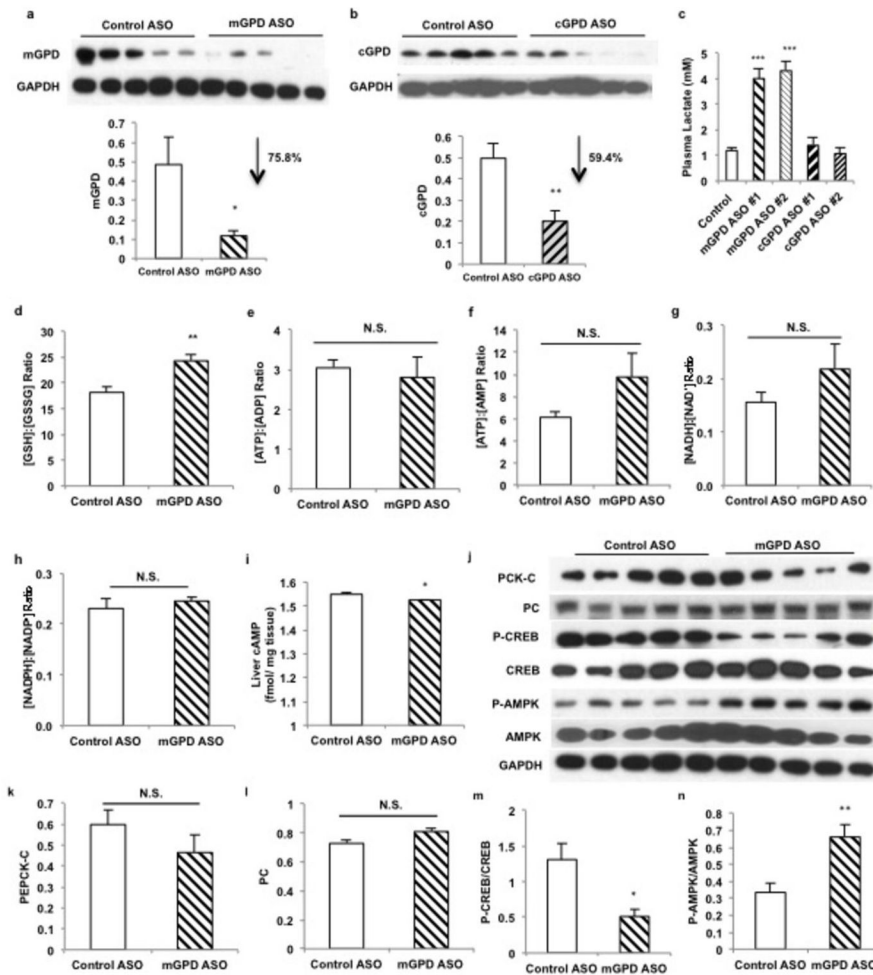 a
Control ASO
mGPD ASO
mGPD
GAPDH
0.7
0.6
0.5
0.4
0.3
0.2
0.1
0
mGPD
75.8%
*
Control ASO mGPD ASO
b
Control ASO
cGPD ASO
cGPD
GAPDH
0.6
0.5
0.4
0.3
0.2
0.1
0
cGPD
59.4%
**
Control ASO cGPD ASO
c
Plasma Lactate (mM)
6
5
4
3
2
1
0
***
***
Control
mGPD ASO #1
mGPD ASO #2
cGPD ASO #1
cGPD ASO #2
d
[GSH]:[GSSG] Ratio
30
25
20
15
10
5
0
**
Control ASO mGPD ASO
e
[ATP]:[ADP] Ratio
4
3
2
1
0
N.S.
Control ASO mGPD ASO
f
[ATP]:[AMP] Ratio
14
12
10
8
6
4
2
0
N.S.
Control ASO mGPD ASO
g
[NADH]:[NAD+] Ratio
0.3
0.2
0.1
0.0
N.S.
Control ASO mGPD ASO
h
[NADPH]:[NADP+] Ratio
0.3
0.2
0.1
0.0
N.S.
Control ASO mGPD ASO
i
Liver cAMP
(fmol/ mg tissue)
1.6
1.5
1.4
1.3
1.2
1.1
1
*
Control ASO mGPD ASO
j
Control ASO
mGPD ASO
PCK-C
PC
P-CREB
CREB
P-AMPK
AMPK
GAPDH
k
PEPCK-C
0.7
0.6
0.5
0.4
0.3
0.2
0.1
0
N.S.
Control ASO mGPD ASO
l
PC
1
0.8
0.6
0.4
0.2
0
N.S.
Control ASO mGPD ASO
m
P-CREB/CREB
2
1.5
1
0.5
0
*
Control ASO mGPD ASO
n
P-AMPK/AMPK
0.8
0.7
0.6
0.5
0.4
0.3
0.2
0.1
0
**
Control ASO mGPD ASO